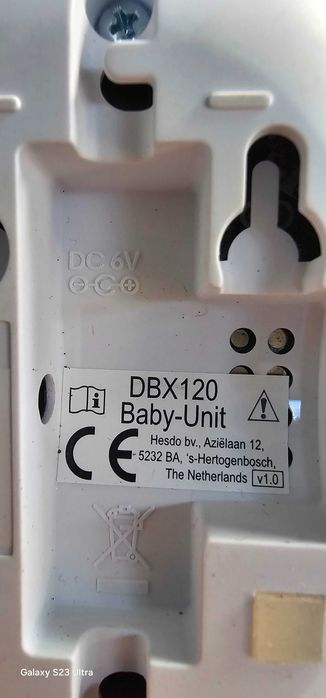 DC 6V
DBX120
Baby-Unit
CE
Hesdo bv., Aziëlaan 12,
5232 BA, 's-Hertogenbosch,
The Netherlands v1.0
Galaxy S23 Ultra